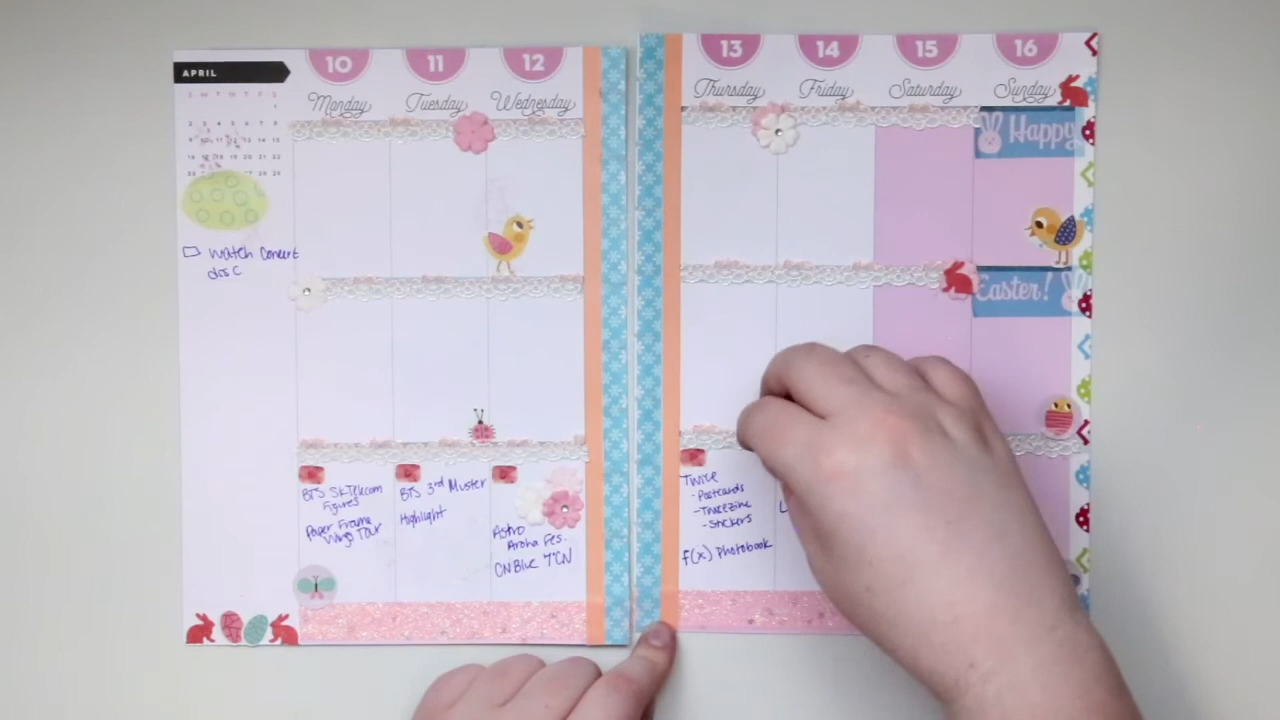 APRIL
10
11
12
13
14
15
16
Monday
Tuesday
Wednesday
Thursday
Friday
Saturday
Sunday
Happy
Easter!
watch concert
disc
BTS SkTelecom
Figures
Paper Frame
Wings Tour
BTS 3rd Muster
Highlight
Astro
Aroha Fes.
CNBlue 7°CN
Twice
- Postcards
- Twicezine
- Stickers
f(x) Photobook